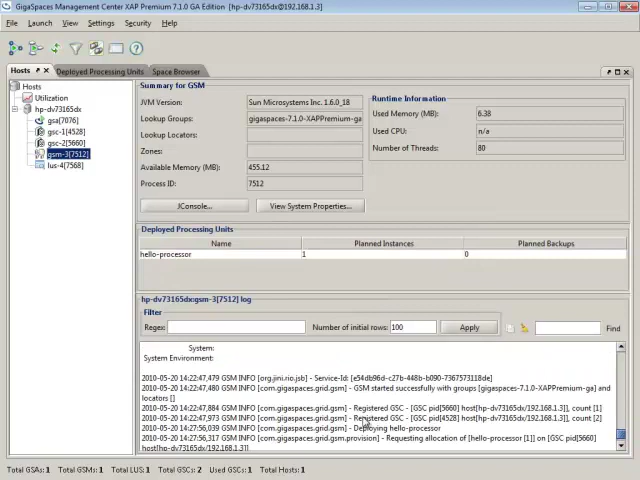 GigaSpaces Management Center XAP Premium 7.1.0 GA Edition [hp-dv73165dx@192.168.1.3]
File Launch View Settings Security Help
Hosts Deployed Processing Units Space Browser
Hosts
Utilization
hp-dv73165dx
gsa[7076]
gsc-1[4528]
gsc-2[5660]
gsm-3[7512]
lus-4[7568]
Summary for GSM
JVM Version: Sun Microsystems Inc. 1.6.0_18
Lookup Groups: gigaspaces-7.1.0-XAPPremium-ga
Lookup Locators:
Zones:
Available Memory (MB): 455.12
Process ID: 7512
Runtime Information
Used Memory (MB): 6.38
Used CPU: n/a
Number of Threads: 80
JConsole... View System Properties...
Deployed Processing Units
Name Planned Instances Planned Backups
hello-processor 1 0
hp-dv73165dx:gsm-3[7512] log
Filter
Regex: Number of initial rows: 100 Apply Find
System:
System Environment:
2010-05-20 14:22:47,479 GSM INFO [org.jini.rio.jsb] - Service-Id: [e54db96d-c27b-448b-b090-7367573118de]
2010-05-20 14:22:47,480 GSM INFO [com.gigaspaces.grid.gsm] - GSM started successfully with groups [gigaspaces-7.1.0-XAPPremium-ga] and
locators []
2010-05-20 14:22:47,884 GSM INFO [com.gigaspaces.grid.gsm] - Registered GSC - [GSC pid[5660] host[hp-dv73165dx/192.168.1.3]], count [1]
2010-05-20 14:22:47,973 GSM INFO [com.gigaspaces.grid.gsm] - Registered GSC - [GSC pid[4528] host[hp-dv73165dx/192.168.1.3]], count [2]
2010-05-20 14:27:56,039 GSM INFO [com.gigaspaces.grid.gsm] - Deploying hello-processor
2010-05-20 14:27:56,317 GSM INFO [com.gigaspaces.grid.gsm.provision] - Requesting allocation of [hello-processor [1]] on [GSC pid[5660]
host[hp-dv73165dx/192.168.1.3]]
Total GSAs: 1 Total GSMs: 1 Total LUS: 1 Total GSCs: 2 Used GSCs: 1 Total Hosts: 1